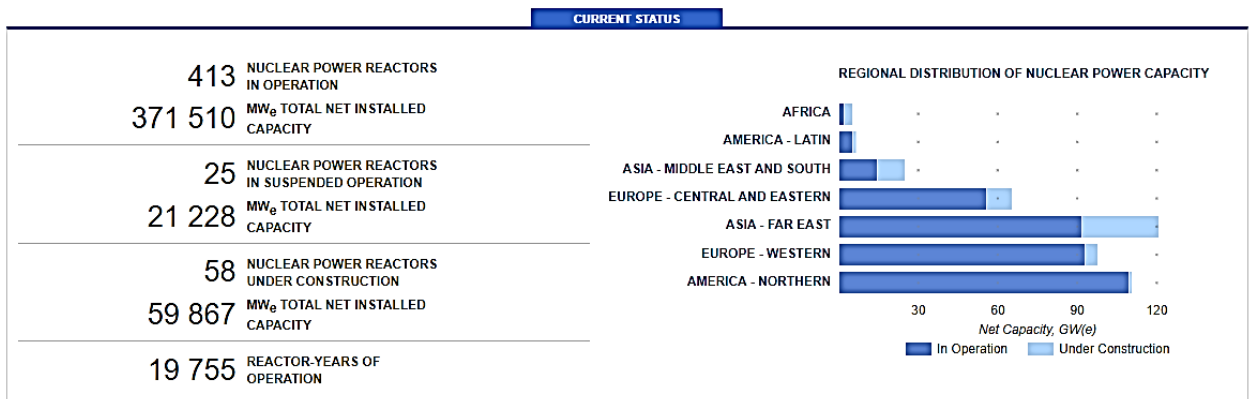 CURRENT STATUS
413 NUCLEAR POWER REACTORS
IN OPERATION
371 510 MWe TOTAL NET INSTALLED
CAPACITY
25 NUCLEAR POWER REACTORS
IN SUSPENDED OPERATION
21 228 MWe TOTAL NET INSTALLED
CAPACITY
58 NUCLEAR POWER REACTORS
UNDER CONSTRUCTION
59 867 MWe TOTAL NET INSTALLED
CAPACITY
19 755 REACTOR-YEARS OF
OPERATION
REGIONAL DISTRIBUTION OF NUCLEAR POWER CAPACITY
AFRICA
AMERICA - LATIN
ASIA - MIDDLE EAST AND SOUTH
EUROPE - CENTRAL AND EASTERN
ASIA - FAR EAST
EUROPE - WESTERN
AMERICA - NORTHERN
30 60 90 120
Net Capacity, GW(e)
In Operation Under Construction